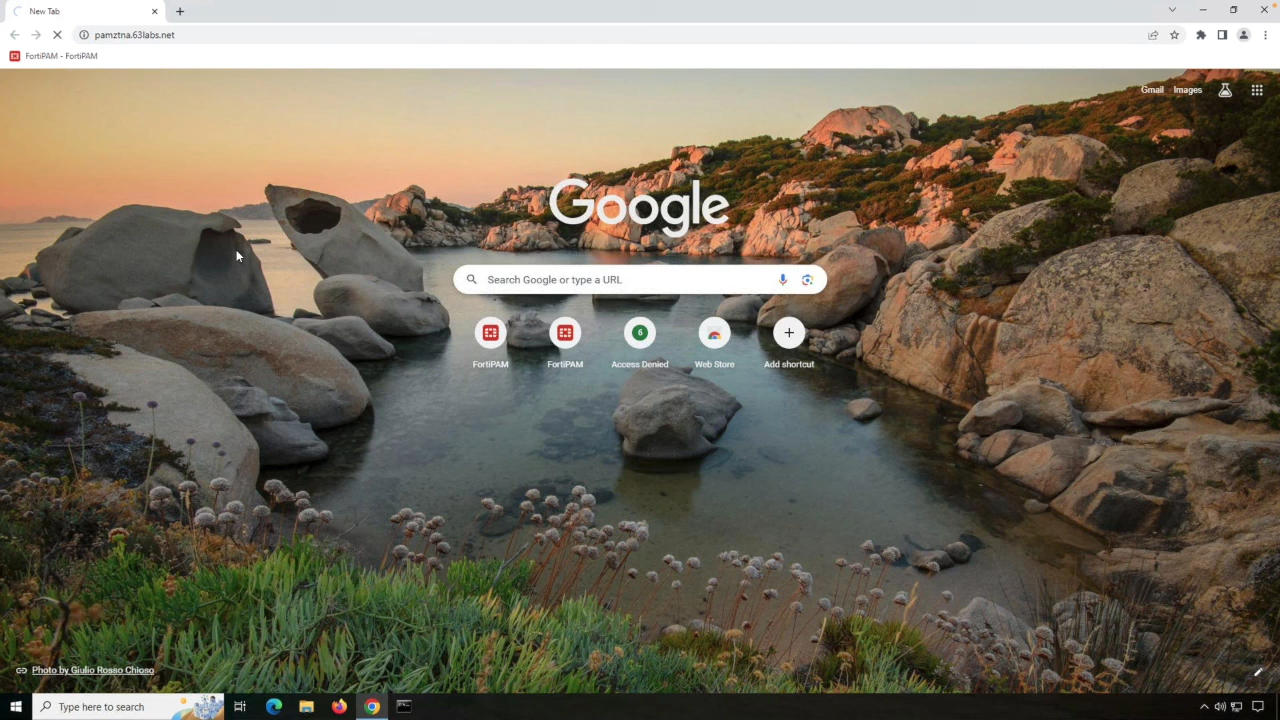 New Tab
pamztna.63labs.net
FortiPAM - FortiPAM
Gmail Images
Google
Search Google or type a URL
6
FortiPAM FortiPAM Access Denied Web Store Add shortcut
Photo by Giulio Rosso Chioso
Type here to search